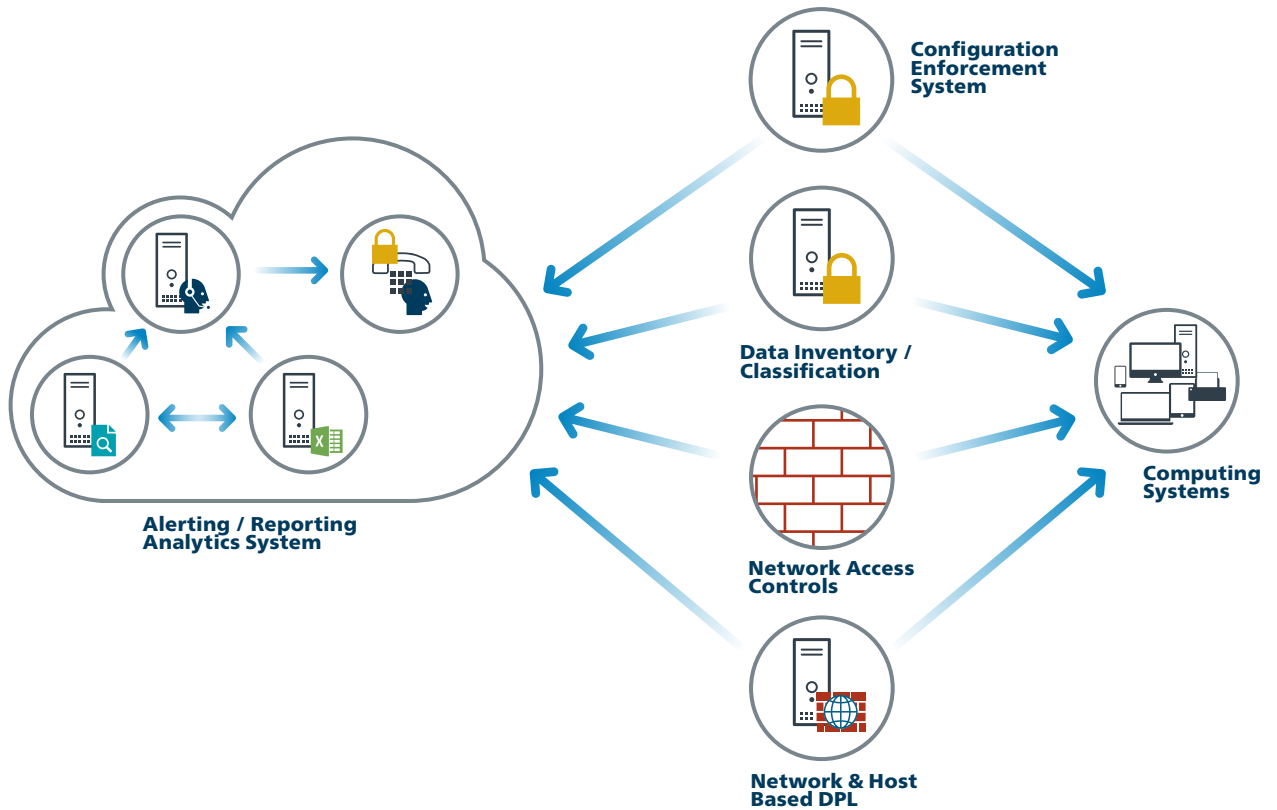 Configuration
Enforcement
System
Data Inventory /
Classification
Network Access
Controls
Computing
Systems
Alerting / Reporting
Analytics System
Network & Host
Based DPL
X